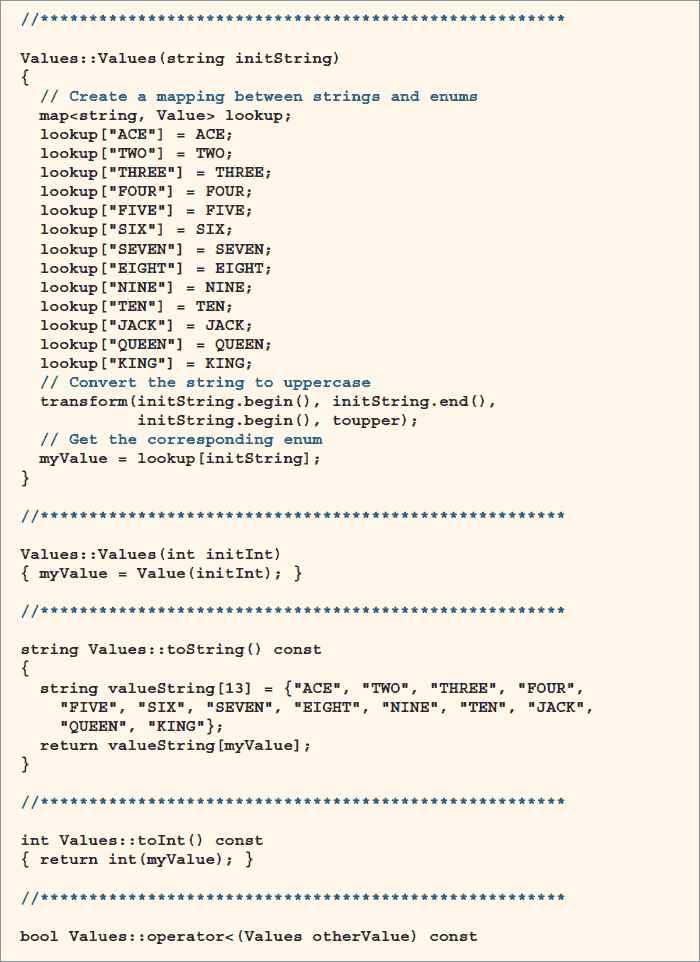 //******************************************************
Values::Values(string initString)
{
  // Create a mapping between strings and enums
  map<string, Value> lookup;
  lookup["ACE"] = ACE;
  lookup["TWO"] = TWO;
  lookup["THREE"] = THREE;
  lookup["FOUR"] = FOUR;
  lookup["FIVE"] = FIVE;
  lookup["SIX"] = SIX;
  lookup["SEVEN"] = SEVEN;
  lookup["EIGHT"] = EIGHT;
  lookup["NINE"] = NINE;
  lookup["TEN"] = TEN;
  lookup["JACK"] = JACK;
  lookup["QUEEN"] = QUEEN;
  lookup["KING"] = KING;
  // Convert the string to uppercase
  transform(initString.begin(), initString.end(),
            initString.begin(), toupper);
  // Get the corresponding enum
  myValue = lookup[initString];
}
//******************************************************
Values::Values(int initInt)
{ myValue = Value(initInt); }
//******************************************************
string Values::toString() const
{
  string valueString[13] = {"ACE", "TWO", "THREE", "FOUR",
    "FIVE", "SIX", "SEVEN", "EIGHT", "NINE", "TEN", "JACK",
    "QUEEN", "KING"};
  return valueString[myValue];
}
//******************************************************
int Values::toInt() const
{ return int(myValue); }
//******************************************************
bool Values::operator<(Values otherValue) const